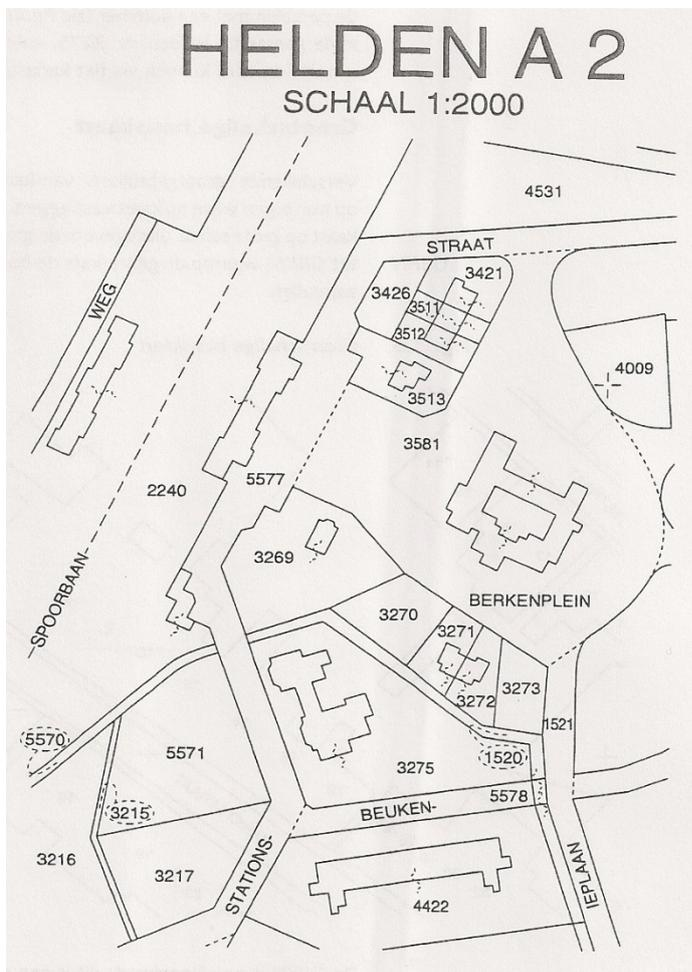 HELDEN A 2
SCHAAL 1:2000
4531
STRAAT
3421
3426
WEG
3511
3512
4009
3513
3581
5577
2240
3269
SPOORBAAN-
BERKENPLEIN
3270
3271
3272
3273
1521
5570
5571
1520
3275
5578
3215
BEUKEN-
3216
3217
STATIONS-
4422
IEPLAAN